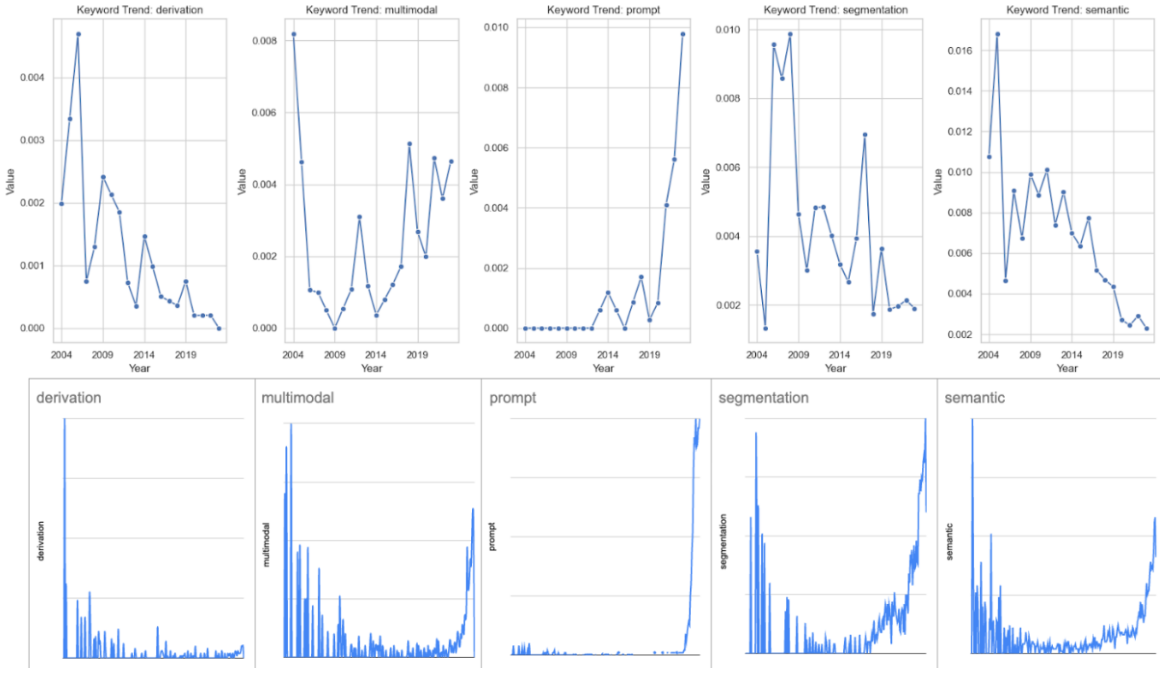 Keyword Trend: derivation
0.004
0.003
0.002
0.001
0.000
Value
2004 2009 2014 2019
Year
Keyword Trend: multimodal
0.008
0.006
0.004
0.002
0.000
Value
2004 2009 2014 2019
Year
Keyword Trend: prompt
0.010
0.008
0.006
0.004
0.002
0.000
Value
2004 2009 2014 2019
Year
Keyword Trend: segmentation
0.010
0.008
0.006
0.004
0.002
Value
2004 2009 2014 2019
Year
Keyword Trend: semantic
0.016
0.014
0.012
0.010
0.008
0.006
0.004
0.002
Value
2004 2009 2014 2019
Year
derivation
derivation
multimodal
multimodal
prompt
prompt
segmentation
segmentation
semantic
semantic